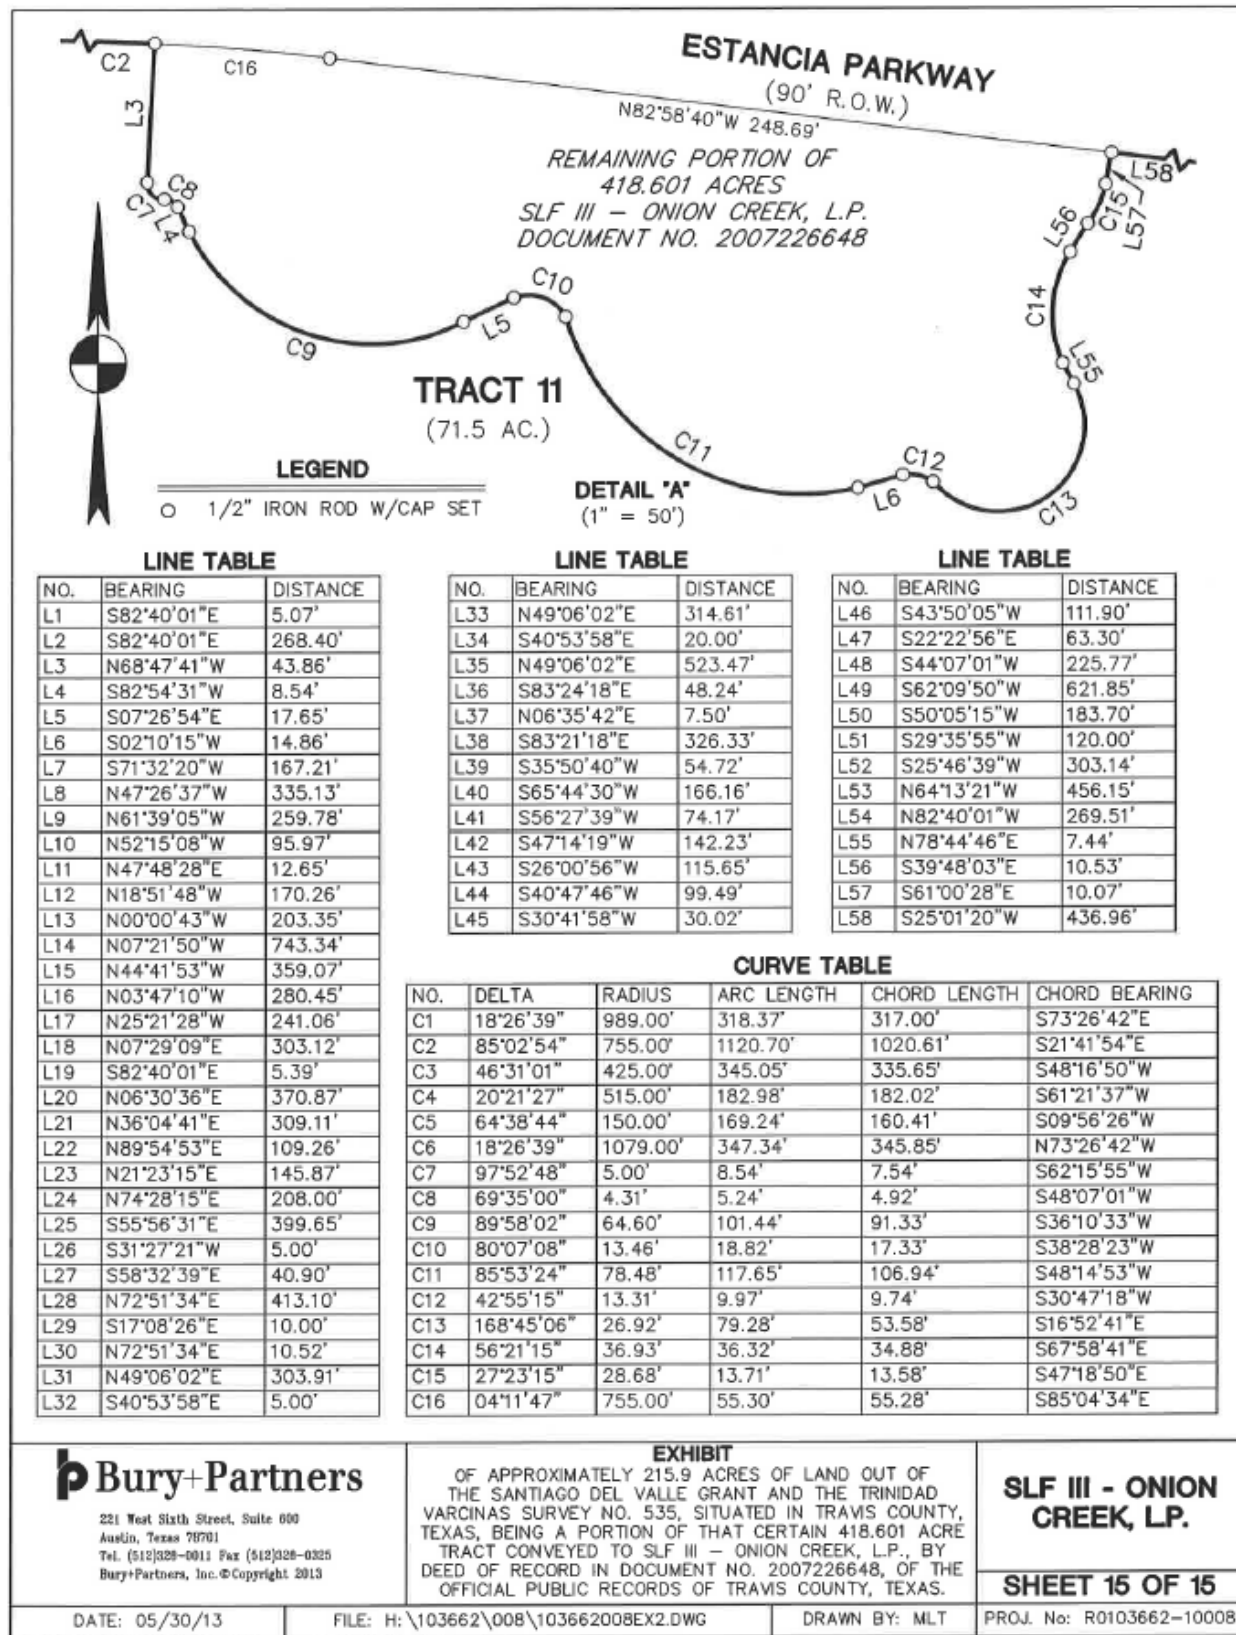 ESTANCIA PARKWAY
(90' R.O.W.)
C2
C16
N82°58'40"W 248.69'
L3
REMAINING PORTION OF
418.601 ACRES
SLF III – ONION CREEK, L.P.
DOCUMENT NO. 2007226648
L58
C15
L57
C8
C7
L4
L56
C10
C14
L5
C9
L55
TRACT 11
(71.5 AC.)
C11
C12
L6
C13
LEGEND
1/2" IRON ROD W/CAP SET
DETAIL "A"
(1" = 50')
LINE TABLE
NO. BEARING DISTANCE
L1 S82°40'01"E 5.07'
L2 S82°40'01"E 268.40'
L3 N68°47'41"W 43.86'
L4 S82°54'31"W 8.54'
L5 S07°26'54"E 17.65'
L6 S02°10'15"W 14.86'
L7 S71°32'20"W 167.21'
L8 N47°26'37"W 335.13'
L9 N61°39'05"W 259.78'
L10 N52°15'08"W 95.97'
L11 N47°48'28"E 12.65'
L12 N18°51'48"W 170.26'
L13 N00°00'43"W 203.35'
L14 N07°21'50"W 743.34'
L15 N44°41'53"W 359.07'
L16 N03°47'10"W 280.45'
L17 N25°21'28"W 241.06'
L18 N07°29'09"E 303.12'
L19 S82°40'01"E 5.39'
L20 N06°30'36"E 370.87'
L21 N36°04'41"E 309.11'
L22 N89°54'53"E 109.26'
L23 N21°23'15"E 145.87'
L24 N74°28'15"E 208.00'
L25 S55°56'31"E 399.65'
L26 S31°27'21"W 5.00'
L27 S58°32'39"E 40.90'
L28 N72°51'34"E 413.10'
L29 S17°08'26"E 10.00'
L30 N72°51'34"E 10.52'
L31 N49°06'02"E 303.91'
L32 S40°53'58"E 5.00'
LINE TABLE
NO. BEARING DISTANCE
L33 N49°06'02"E 314.61'
L34 S40°53'58"E 20.00'
L35 N49°06'02"E 523.47'
L36 S83°24'18"E 48.24'
L37 N06°35'42"E 7.50'
L38 S83°21'18"E 326.33'
L39 S35°50'40"W 54.72'
L40 S65°44'30"W 166.16'
L41 S56°27'39"W 74.17'
L42 S47°14'19"W 142.23'
L43 S26°00'56"W 115.65'
L44 S40°47'46"W 99.49'
L45 S30°41'58"W 30.02'
LINE TABLE
NO. BEARING DISTANCE
L46 S43°50'05"W 111.90'
L47 S22°22'56"E 63.30'
L48 S44°07'01"W 225.77'
L49 S62°09'50"W 621.85'
L50 S50°05'15"W 183.70'
L51 S29°35'55"W 120.00'
L52 S25°46'39"W 303.14'
L53 N64°13'21"W 456.15'
L54 N82°40'01"W 269.51'
L55 N78°44'46"E 7.44'
L56 S39°48'03"E 10.53'
L57 S61°00'28"E 10.07'
L58 S25°01'20"W 436.96'
CURVE TABLE
NO. DELTA RADIUS ARC LENGTH CHORD LENGTH CHORD BEARING
C1 18°26'39" 989.00' 318.37' 317.00' S73°26'42"E
C2 85°02'54" 755.00' 1120.70' 1020.61' S21°41'54"E
C3 46°31'01" 425.00' 345.05' 335.65' S48°16'50"W
C4 20°21'27" 515.00' 182.98' 182.02' S61°21'37"W
C5 64°38'44" 150.00' 169.24' 160.41' S09°56'26"W
C6 18°26'39" 1079.00' 347.34' 345.85' N73°26'42"W
C7 97°52'48" 5.00' 8.54' 7.54' S62°15'55"W
C8 69°35'00" 4.31' 5.24' 4.92' S48°07'01"W
C9 89°58'02" 64.60' 101.44' 91.33' S36°10'33"W
C10 80°07'08" 13.46' 18.82' 17.33' S38°28'23"W
C11 85°53'24" 78.48' 117.65' 106.94' S48°14'53"W
C12 42°55'15" 13.31' 9.97' 9.74' S30°47'18"W
C13 168°45'06" 26.92' 79.28' 53.58' S16°52'41"E
C14 56°21'15" 36.93' 36.32' 34.88' S67°58'41"E
C15 27°23'15" 28.68' 13.71' 13.58' S47°18'50"E
C16 04°11'47" 755.00' 55.30' 55.28' S85°04'34"E
Bury+Partners
221 West Sixth Street, Suite 600
Austin, Texas 78701
Tel. (512)328-0011 Fax (512)328-0325
Bury+Partners, Inc. ©Copyright 2013
EXHIBIT
OF APPROXIMATELY 215.9 ACRES OF LAND OUT OF
THE SANTIAGO DEL VALLE GRANT AND THE TRINIDAD
VARCINAS SURVEY NO. 535, SITUATED IN TRAVIS COUNTY,
TEXAS, BEING A PORTION OF THAT CERTAIN 418.601 ACRE
TRACT CONVEYED TO SLF III – ONION CREEK, L.P., BY
DEED OF RECORD IN DOCUMENT NO. 2007226648, OF THE
OFFICIAL PUBLIC RECORDS OF TRAVIS COUNTY, TEXAS.
SLF III - ONION
CREEK, LP.
SHEET 15 OF 15
DATE: 05/30/13 FILE: H:\103662\008\103662008EX2.DWG DRAWN BY: MLT PROJ. No: R0103662-10008